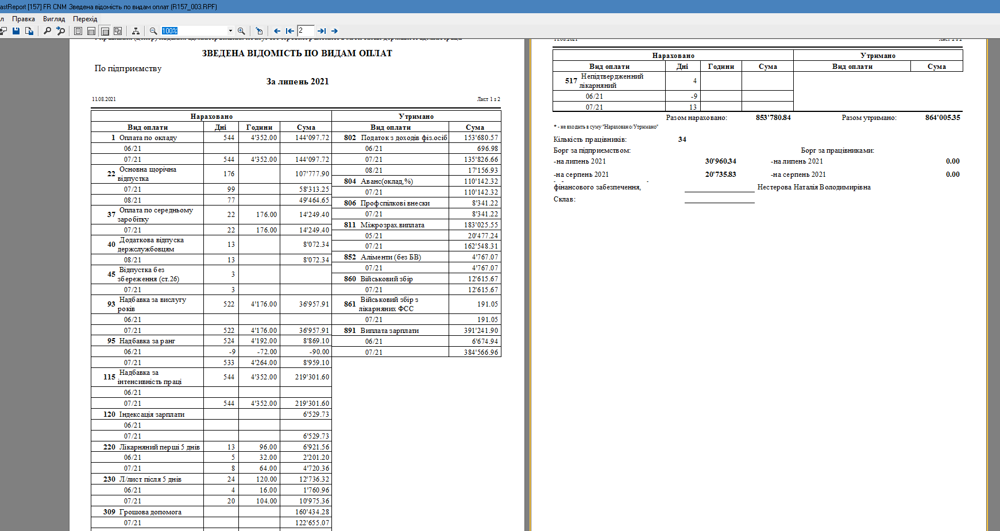 astReport [157] FR CNM Зведена відомість по видам оплат (R157_003.RPF)
л Правка Вигляд Перехід
100% 2
ЗВЕДЕНА ВІДОМІСТЬ ПО ВИДАМ ОПЛАТ
По підприємству
За липень 2021
11.08.2021 Лист 1 з 2
Нараховано Утримано
Вид оплати Дні Години Сума Вид оплати Сума
1 Оплата по окладу 544 4'352.00 144'097.72 802 Податок з доходів фіз.осіб 153'680.57
06/21 06/21 696.98
07/21 544 4'352.00 144'097.72 07/21 135'826.66
22 Основна щорічна відпустка 176 107'777.90 08/21 17'156.93
804 Аванс(оклад,%) 110'142.32
07/21 99 58'313.25 07/21 110'142.32
08/21 77 49'464.65 806 Профспілкові внески 8'341.22
37 Оплата по середньому заробітку 22 176.00 14'249.40 07/21 8'341.22
811 Міжрозрах.виплата 183'025.55
07/21 22 176.00 14'249.40 05/21 20'477.24
40 Додаткова відпуска держслужбовцям 13 8'072.34 07/21 162'548.31
852 Аліменти (без БВ) 4'767.07
08/21 13 8'072.34 07/21 4'767.07
45 Відпустка без збереження (ст.26) 3 860 Військовий збір 12'615.67
07/21 3 07/21 12'615.67
93 Надбавка за вислугу років 522 4'176.00 36'957.91 861 Військовий збір з лікарняних ФСС 191.05
06/21 07/21 191.05
07/21 522 4'176.00 36'957.91 891 Виплата зарплати 391'241.90
95 Надбавка за ранг 524 4'192.00 8'869.10 06/21 6'674.94
06/21 -9 -72.00 -90.00 07/21 384'566.96
07/21 533 4'264.00 8'959.10
115 Надбавка за інтенсивність праці 544 4'352.00 219'301.60
06/21
07/21 544 4'352.00 219'301.60
120 Індексація зарплати 6'529.73
06/21
07/21 6'529.73
220 Лікарняний перші 5 днів 13 96.00 6'921.56
06/21 5 32.00 2'201.20
07/21 8 64.00 4'720.36
230 Л/лист після 5 днів 24 120.00 12'736.32
06/21 4 16.00 1'760.96
07/21 20 104.00 10'975.36
309 Грошова допомога 160'434.28
07/21 122'655.07
11.08.2021 Лист 2 з 2
Нараховано Утримано
Вид оплати Дні Години Сума Вид оплати Сума
517 Непідтвердженний лікарняний 4
06/21 -9
07/21 13
Разом нараховано: 853'780.84 Разом утримано: 864'005.35
* - не входить в суму "Нараховано/Утримано"
Кількість працівників: 34
Борг за підприємством: Борг за працівниками:
-на липень 2021 30'960.34 -на липень 2021 0.00
-на серпень 2021 20'735.83 -на серпень 2021 0.00
фінансового забезпечення, Нестерова Наталія Володимирівна
Склав: